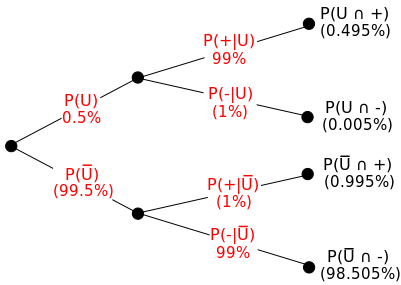 P(U ∩ +)
(0.495%)
P(+|U)
99%
P(U)
0.5%
P(-|U)
(1%)
P(U ∩ -)
(0.005%)
P(U̅)
(99.5%)
P(+|U̅)
(1%)
P(U̅ ∩ +)
(0.995%)
P(-|U̅)
99%
P(U̅ ∩ -)
(98.505%)